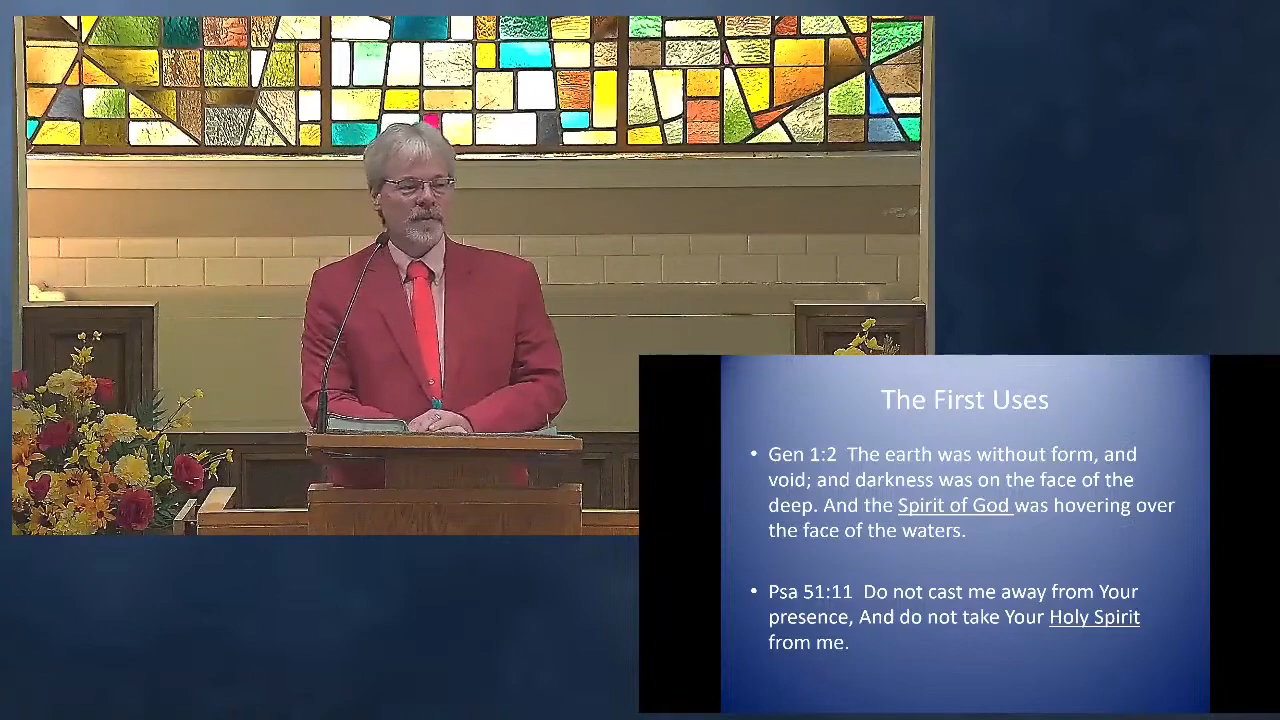 The First Uses
• Gen 1:2  The earth was without form, and
void; and darkness was on the face of the
deep. And the Spirit of God was hovering over
the face of the waters.
• Psa 51:11  Do not cast me away from Your
presence, And do not take Your Holy Spirit
from me.